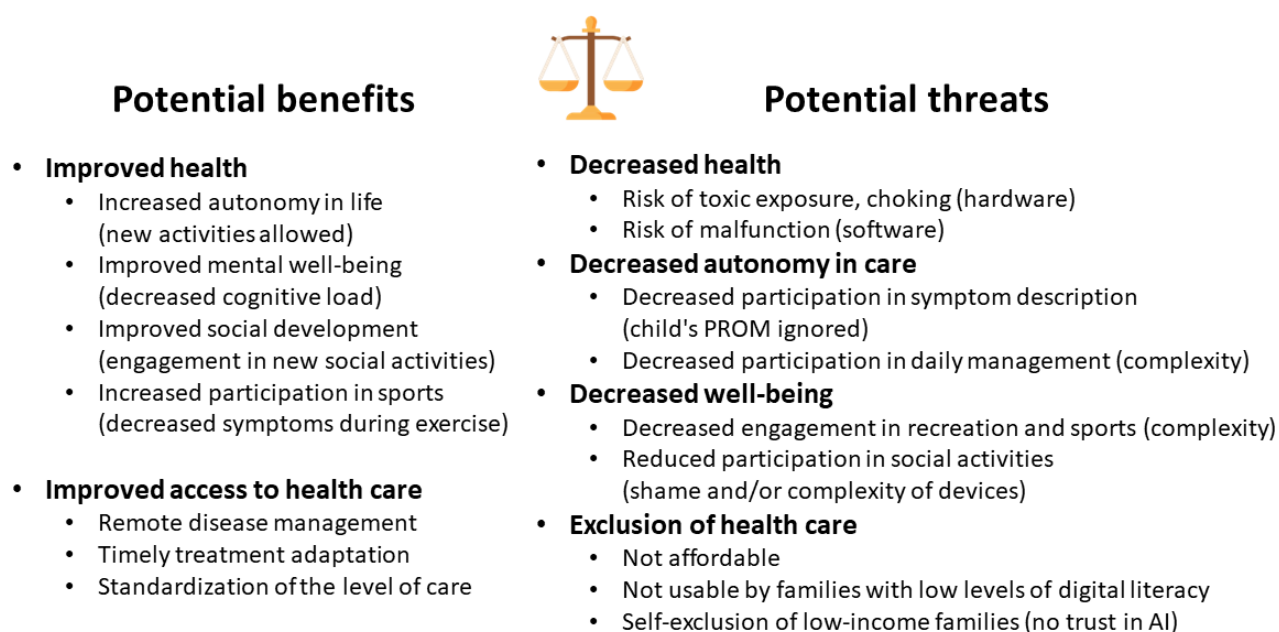 Potential benefits
• Improved health
• Increased autonomy in life
(new activities allowed)
• Improved mental well-being
(decreased cognitive load)
• Improved social development
(engagement in new social activities)
• Increased participation in sports
(decreased symptoms during exercise)
• Improved access to health care
• Remote disease management
• Timely treatment adaptation
• Standardization of the level of care
Potential threats
• Decreased health
• Risk of toxic exposure, choking (hardware)
• Risk of malfunction (software)
• Decreased autonomy in care
• Decreased participation in symptom description
(child's PROM ignored)
• Decreased participation in daily management (complexity)
• Decreased well-being
• Decreased engagement in recreation and sports (complexity)
• Reduced participation in social activities
(shame and/or complexity of devices)
• Exclusion of health care
• Not affordable
• Not usable by families with low levels of digital literacy
• Self-exclusion of low-income families (no trust in AI)